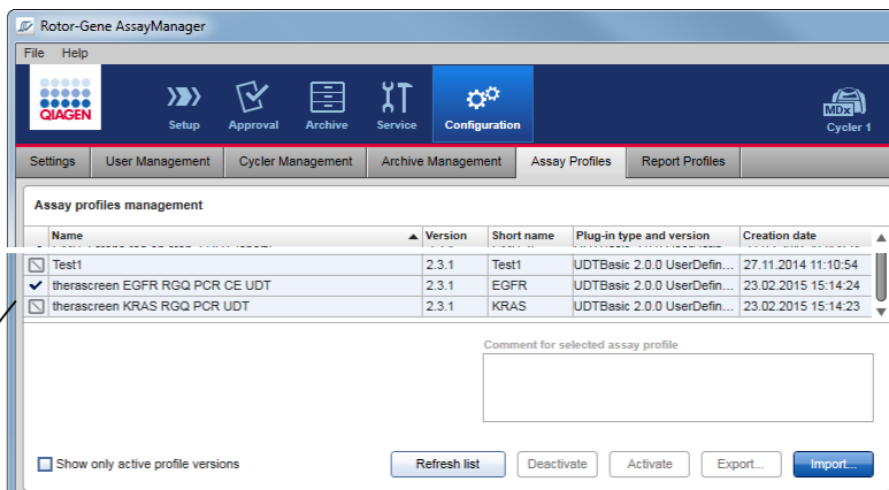 Rotor-Gene AssayManager
File Help
QIAGEN
Setup Approval Archive Service Configuration
MDx
Cycler 1
Settings User Management Cycler Management Archive Management Assay Profiles Report Profiles
Assay profiles management
Name Version Short name Plug-in type and version Creation date
Test1 2.3.1 Test1 UDTBasic 2.0.0 UserDefin... 27.11.2014 11:10:54
therascreen EGFR RGQ PCR CE UDT 2.3.1 EGFR UDTBasic 2.0.0 UserDefin... 23.02.2015 15:14:24
therascreen KRAS RGQ PCR UDT 2.3.1 KRAS UDTBasic 2.0.0 UserDefin... 23.02.2015 15:14:23
Comment for selected assay profile
Show only active profile versions Refresh list Deactivate Activate Export... Import...